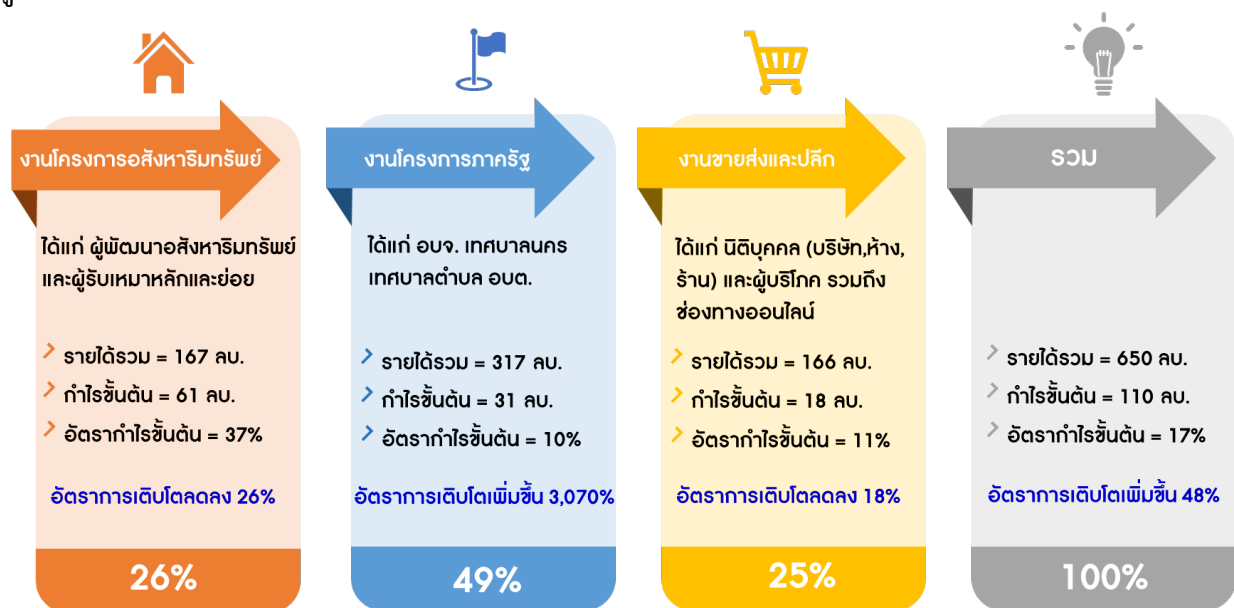 งานโครงการอสังหาริมทรัพย์
ได้แก่ ผู้พัฒนาอสังหาริมทรัพย์
และผู้รับเหมาหลักและย่อย
รายได้รวม = 167 ลบ.
กำไรขั้นต้น = 61 ลบ.
อัตรากำไรขั้นต้น = 37%
อัตราการเติบโตลดลง 26%
26%
งานโครงการภาครัฐ
ได้แก่ อบจ. เทศบาลนคร
เทศบาลตำบล อบต.
รายได้รวม = 317 ลบ.
กำไรขั้นต้น = 31 ลบ.
อัตรากำไรขั้นต้น = 10%
อัตราการเติบโตเพิ่มขึ้น 3,070%
49%
งานขายส่งและปลีก
ได้แก่ นิติบุคคล (บริษัท,ห้าง,
ร้าน) และผู้บริโภค รวมถึง
ช่องทางออนไลน์
รายได้รวม = 166 ลบ.
กำไรขั้นต้น = 18 ลบ.
อัตรากำไรขั้นต้น = 11%
อัตราการเติบโตลดลง 18%
25%
รวม
รายได้รวม = 650 ลบ.
กำไรขั้นต้น = 110 ลบ.
อัตรากำไรขั้นต้น = 17%
อัตราการเติบโตเพิ่มขึ้น 48%
100%